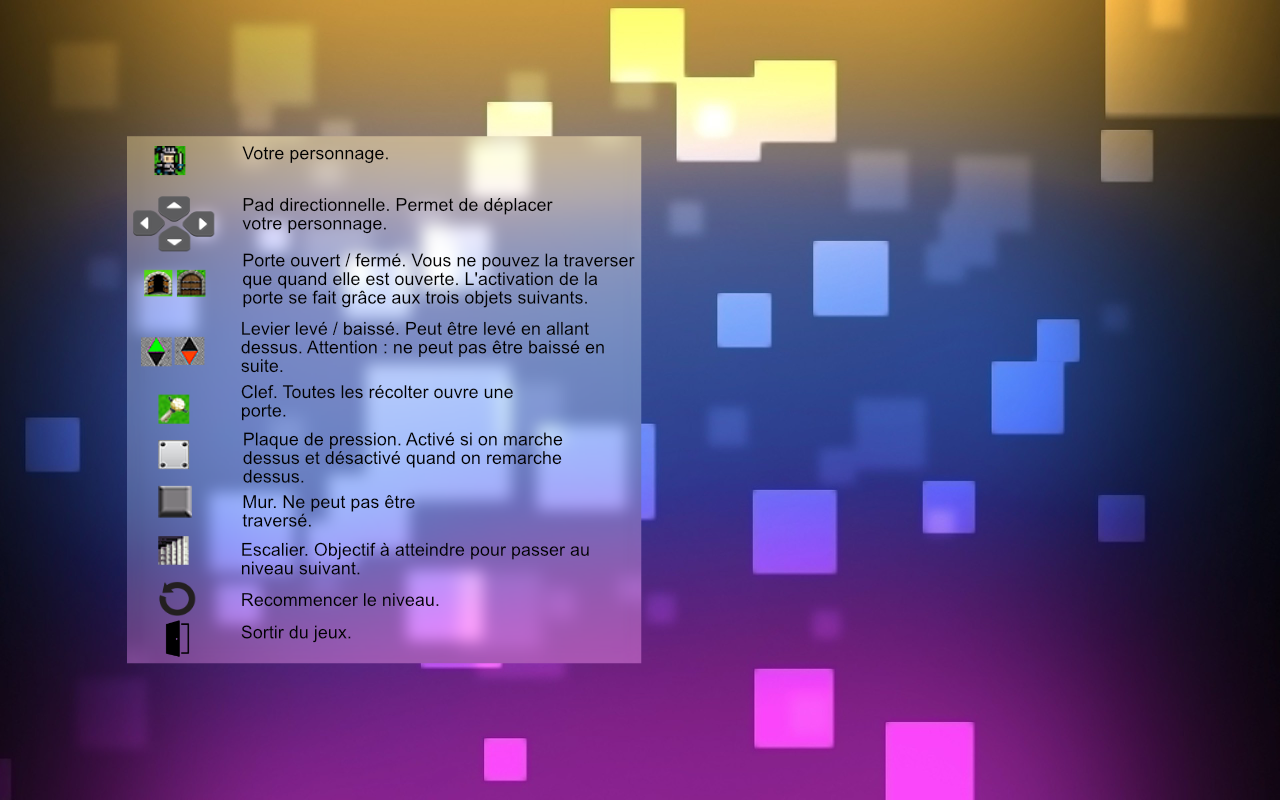 Votre personnage.
Pad directionnelle. Permet de déplacer
votre personnage.
Porte ouvert / fermé. Vous ne pouvez la traverser
que quand elle est ouverte. L'activation de la
porte se fait grâce aux trois objets suivants.
Levier levé / baissé. Peut être levé en allant
dessus. Attention : ne peut pas être baissé en
suite.
Clef. Toutes les récolter ouvre une
porte.
Plaque de pression. Activé si on marche
dessus et désactivé quand on remarche
dessus.
Mur. Ne peut pas être
traversé.
Escalier. Objectif à atteindre pour passer au
niveau suivant.
Recommencer le niveau.
Sortir du jeux.